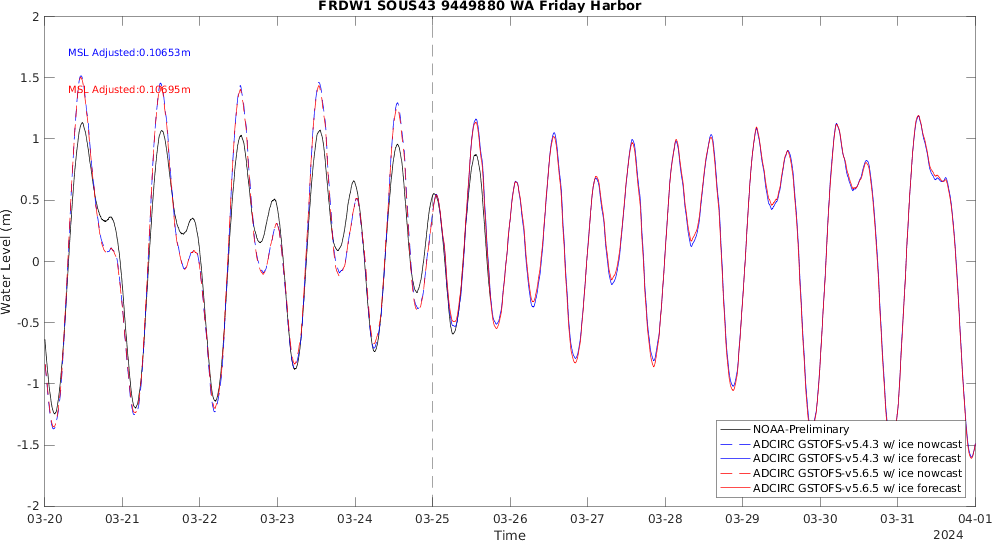 FRDW1 SOUS43 9449880 WA Friday Harbor
2
1.5
1
0.5
0
-0.5
-1
-1.5
-2
Water Level (m)
MSL Adjusted:0.10653m
MSL Adjusted:0.10695m
NOAA-Preliminary
ADCIRC GSTOFS-v5.4.3 w/ ice nowcast
ADCIRC GSTOFS-v5.4.3 w/ ice forecast
ADCIRC GSTOFS-v5.6.5 w/ ice nowcast
ADCIRC GSTOFS-v5.6.5 w/ ice forecast
03-20 03-21 03-22 03-23 03-24 03-25 03-26 03-27 03-28 03-29 03-30 03-31 04-01
Time
2024